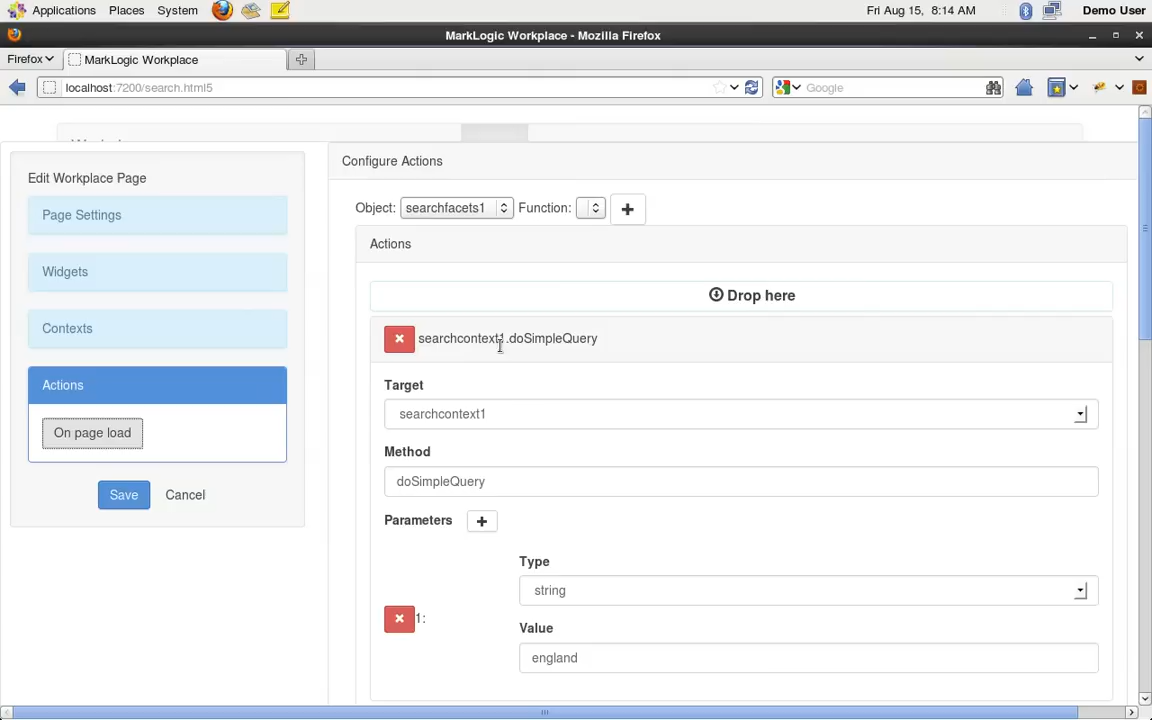 Applications Places System Fri Aug 15, 8:14 AM Demo User
MarkLogic Workplace - Mozilla Firefox
Firefox MarkLogic Workplace
localhost:7200/search.html5 Google
Edit Workplace Page
Page Settings
Widgets
Contexts
Actions
On page load
Save Cancel
Configure Actions
Object: searchfacets1 Function:
Actions
Drop here
searchcontext1.doSimpleQuery
Target
searchcontext1
Method
doSimpleQuery
Parameters
Type
string
1:
Value
england